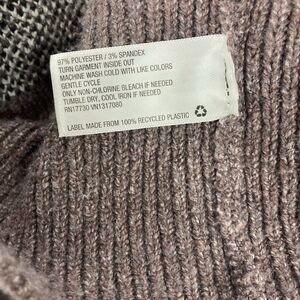 97% POLYESTER / 3% SPANDEX
TURN GARMENT INSIDE OUT
MACHINE WASH COLD WITH LIKE COLORS
GENTLE CYCLE
ONLY NON-CHLORINE BLEACH IF NEEDED
TUMBLE DRY, COOL IRON IF NEEDED
RN17730 VN1317080
LABEL MADE FROM 100% RECYCLED PLASTIC